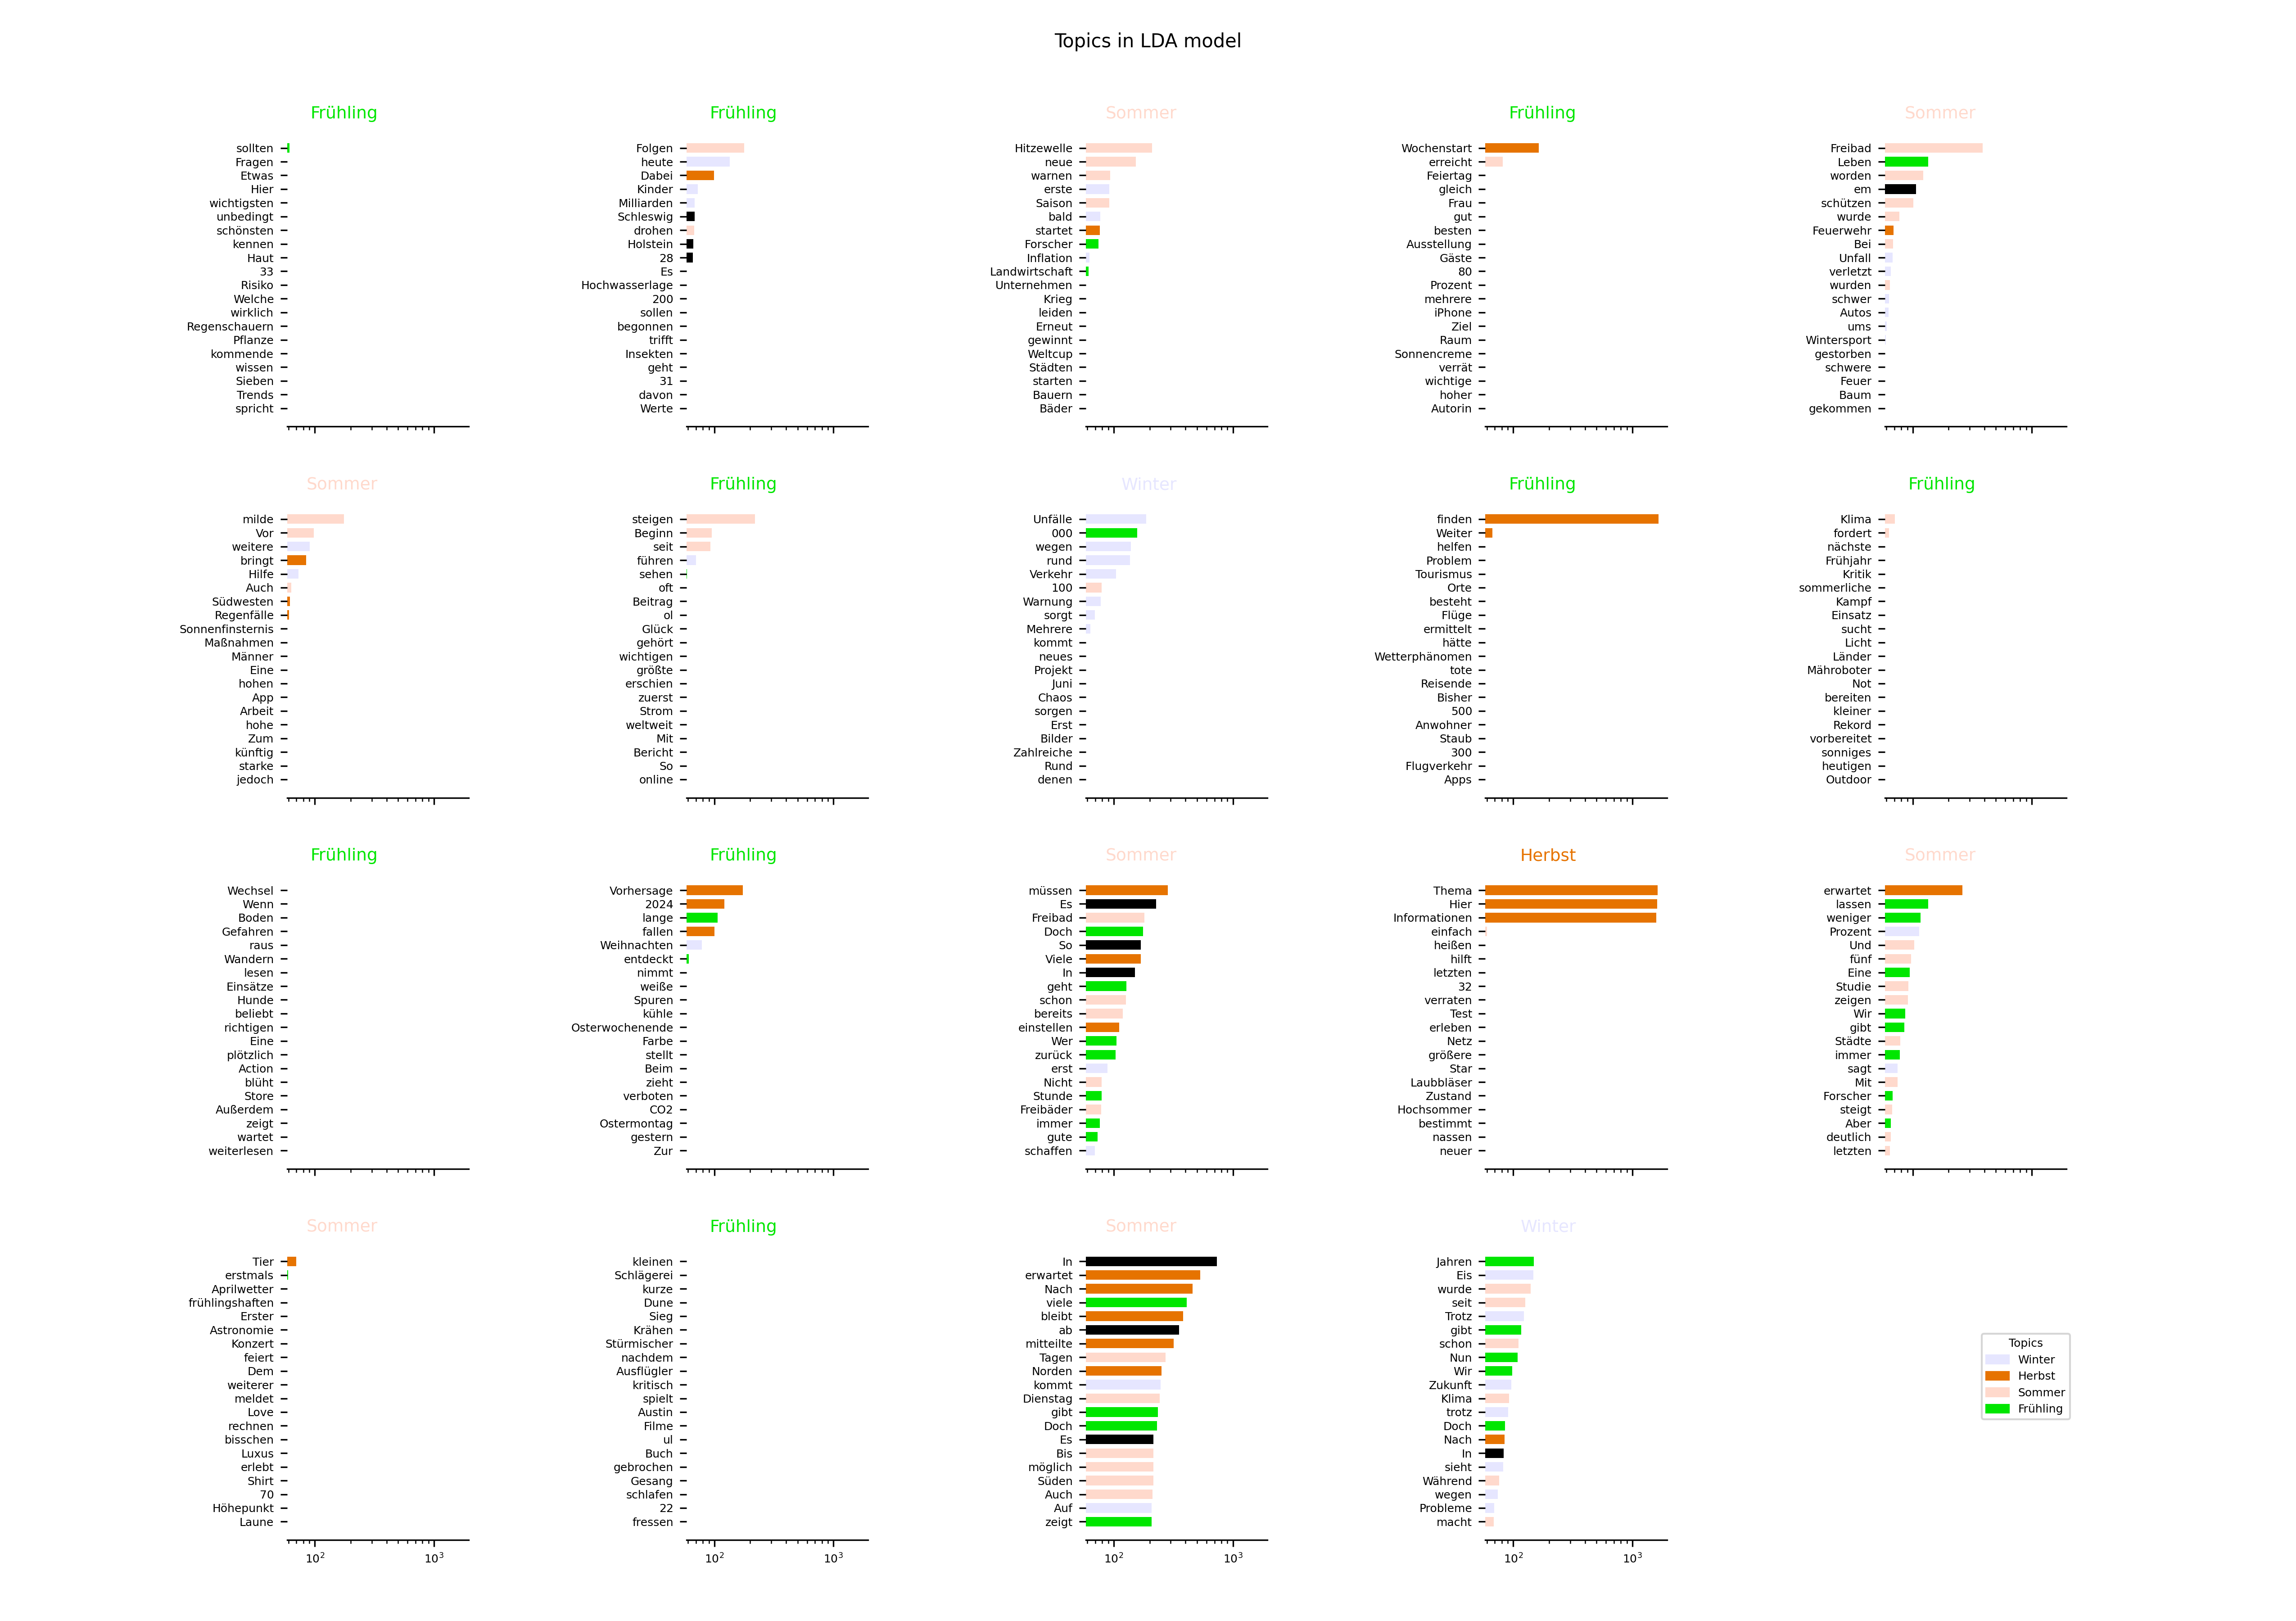 Topics in LDA model
Frühling
sollten
Fragen
Etwas
Hier
wichtigsten
unbedingt
schönsten
kennen
Haut
33
Risiko
Welche
wirklich
Regenschauern
Pflanze
kommende
wissen
Sieben
Trends
spricht
Frühling
Folgen
heute
Dabei
Kinder
Milliarden
Schleswig
drohen
Holstein
28
Es
Hochwasserlage
200
sollen
begonnen
trifft
Insekten
geht
31
davon
Werte
Sommer
Hitzewelle
neue
warnen
erste
Saison
bald
startet
Forscher
Inflation
Landwirtschaft
Unternehmen
Krieg
leiden
Erneut
gewinnt
Weltcup
Städten
starten
Bauern
Bäder
Frühling
Wochenstart
erreicht
Feiertag
gleich
Frau
gut
besten
Ausstellung
Gäste
80
Prozent
mehrere
iPhone
Ziel
Raum
Sonnencreme
verrät
wichtige
hoher
Autorin
Sommer
Freibad
Leben
worden
em
schützen
wurde
Feuerwehr
Bei
Unfall
verletzt
wurden
schwer
Autos
ums
Wintersport
gestorben
schwere
Feuer
Baum
gekommen
Sommer
milde
Vor
weitere
bringt
Hilfe
Auch
Südwesten
Regenfälle
Sonnenfinsternis
Maßnahmen
Männer
Eine
hohen
App
Arbeit
hohe
Zum
künftig
starke
jedoch
Frühling
steigen
Beginn
seit
führen
sehen
oft
Beitrag
ol
Glück
gehört
wichtigen
größte
erschien
zuerst
Strom
weltweit
Mit
Bericht
So
online
Winter
Unfälle
000
wegen
rund
Verkehr
100
Warnung
sorgt
Mehrere
kommt
neues
Projekt
Juni
Chaos
sorgen
Erst
Bilder
Zahlreiche
Rund
denen
Frühling
finden
Weiter
helfen
Problem
Tourismus
Orte
besteht
Flüge
ermittelt
hätte
Wetterphänomen
tote
Reisende
Bisher
500
Anwohner
Staub
300
Flugverkehr
Apps
Frühling
Klima
fordert
nächste
Frühjahr
Kritik
sommerliche
Kampf
Einsatz
sucht
Licht
Länder
Mähroboter
Not
bereiten
kleiner
Rekord
vorbereitet
sonniges
heutigen
Outdoor
Frühling
Wechsel
Wenn
Boden
Gefahren
raus
Wandern
lesen
Einsätze
Hunde
beliebt
richtigen
Eine
plötzlich
Action
blüht
Store
Außerdem
zeigt
wartet
weiterlesen
Frühling
Vorhersage
2024
lange
fallen
Weihnachten
entdeckt
nimmt
weiße
Spuren
kühle
Osterwochenende
Farbe
stellt
Beim
zieht
verboten
CO2
Ostermontag
gestern
Zur
Sommer
müssen
Es
Freibad
Doch
So
Viele
In
geht
schon
bereits
einstellen
Wer
zurück
erst
Nicht
Stunde
Freibäder
immer
gute
schaffen
Herbst
Thema
Hier
Informationen
einfach
heißen
hilft
letzten
32
verraten
Test
erleben
Netz
größere
Star
Laubbläser
Zustand
Hochsommer
bestimmt
nassen
neuer
Sommer
erwartet
lassen
weniger
Prozent
Und
fünf
Eine
Studie
zeigen
Wir
gibt
Städte
immer
sagt
Mit
Forscher
steigt
Aber
deutlich
letzten
Sommer
Tier
erstmals
Aprilwetter
frühlingshaften
Erster
Astronomie
Konzert
feiert
Dem
weiterer
meldet
Love
rechnen
bisschen
Luxus
erlebt
Shirt
70
Höhepunkt
Laune
10²
10³
Frühling
kleinen
Schlägerei
kurze
Dune
Sieg
Krähen
Stürmischer
nachdem
Ausflügler
kritisch
spielt
Austin
Filme
ul
Buch
gebrochen
Gesang
schlafen
22
fressen
10²
10³
Sommer
In
erwartet
Nach
viele
bleibt
ab
mitteilte
Tagen
Norden
kommt
Dienstag
gibt
Doch
Es
Bis
möglich
Süden
Auch
Auf
zeigt
10²
10³
Winter
Jahren
Eis
wurde
seit
Trotz
gibt
schon
Nun
Wir
Zukunft
Klima
trotz
Doch
Nach
In
sieht
Während
wegen
Probleme
macht
10²
10³
Topics
Winter
Herbst
Sommer
Frühling